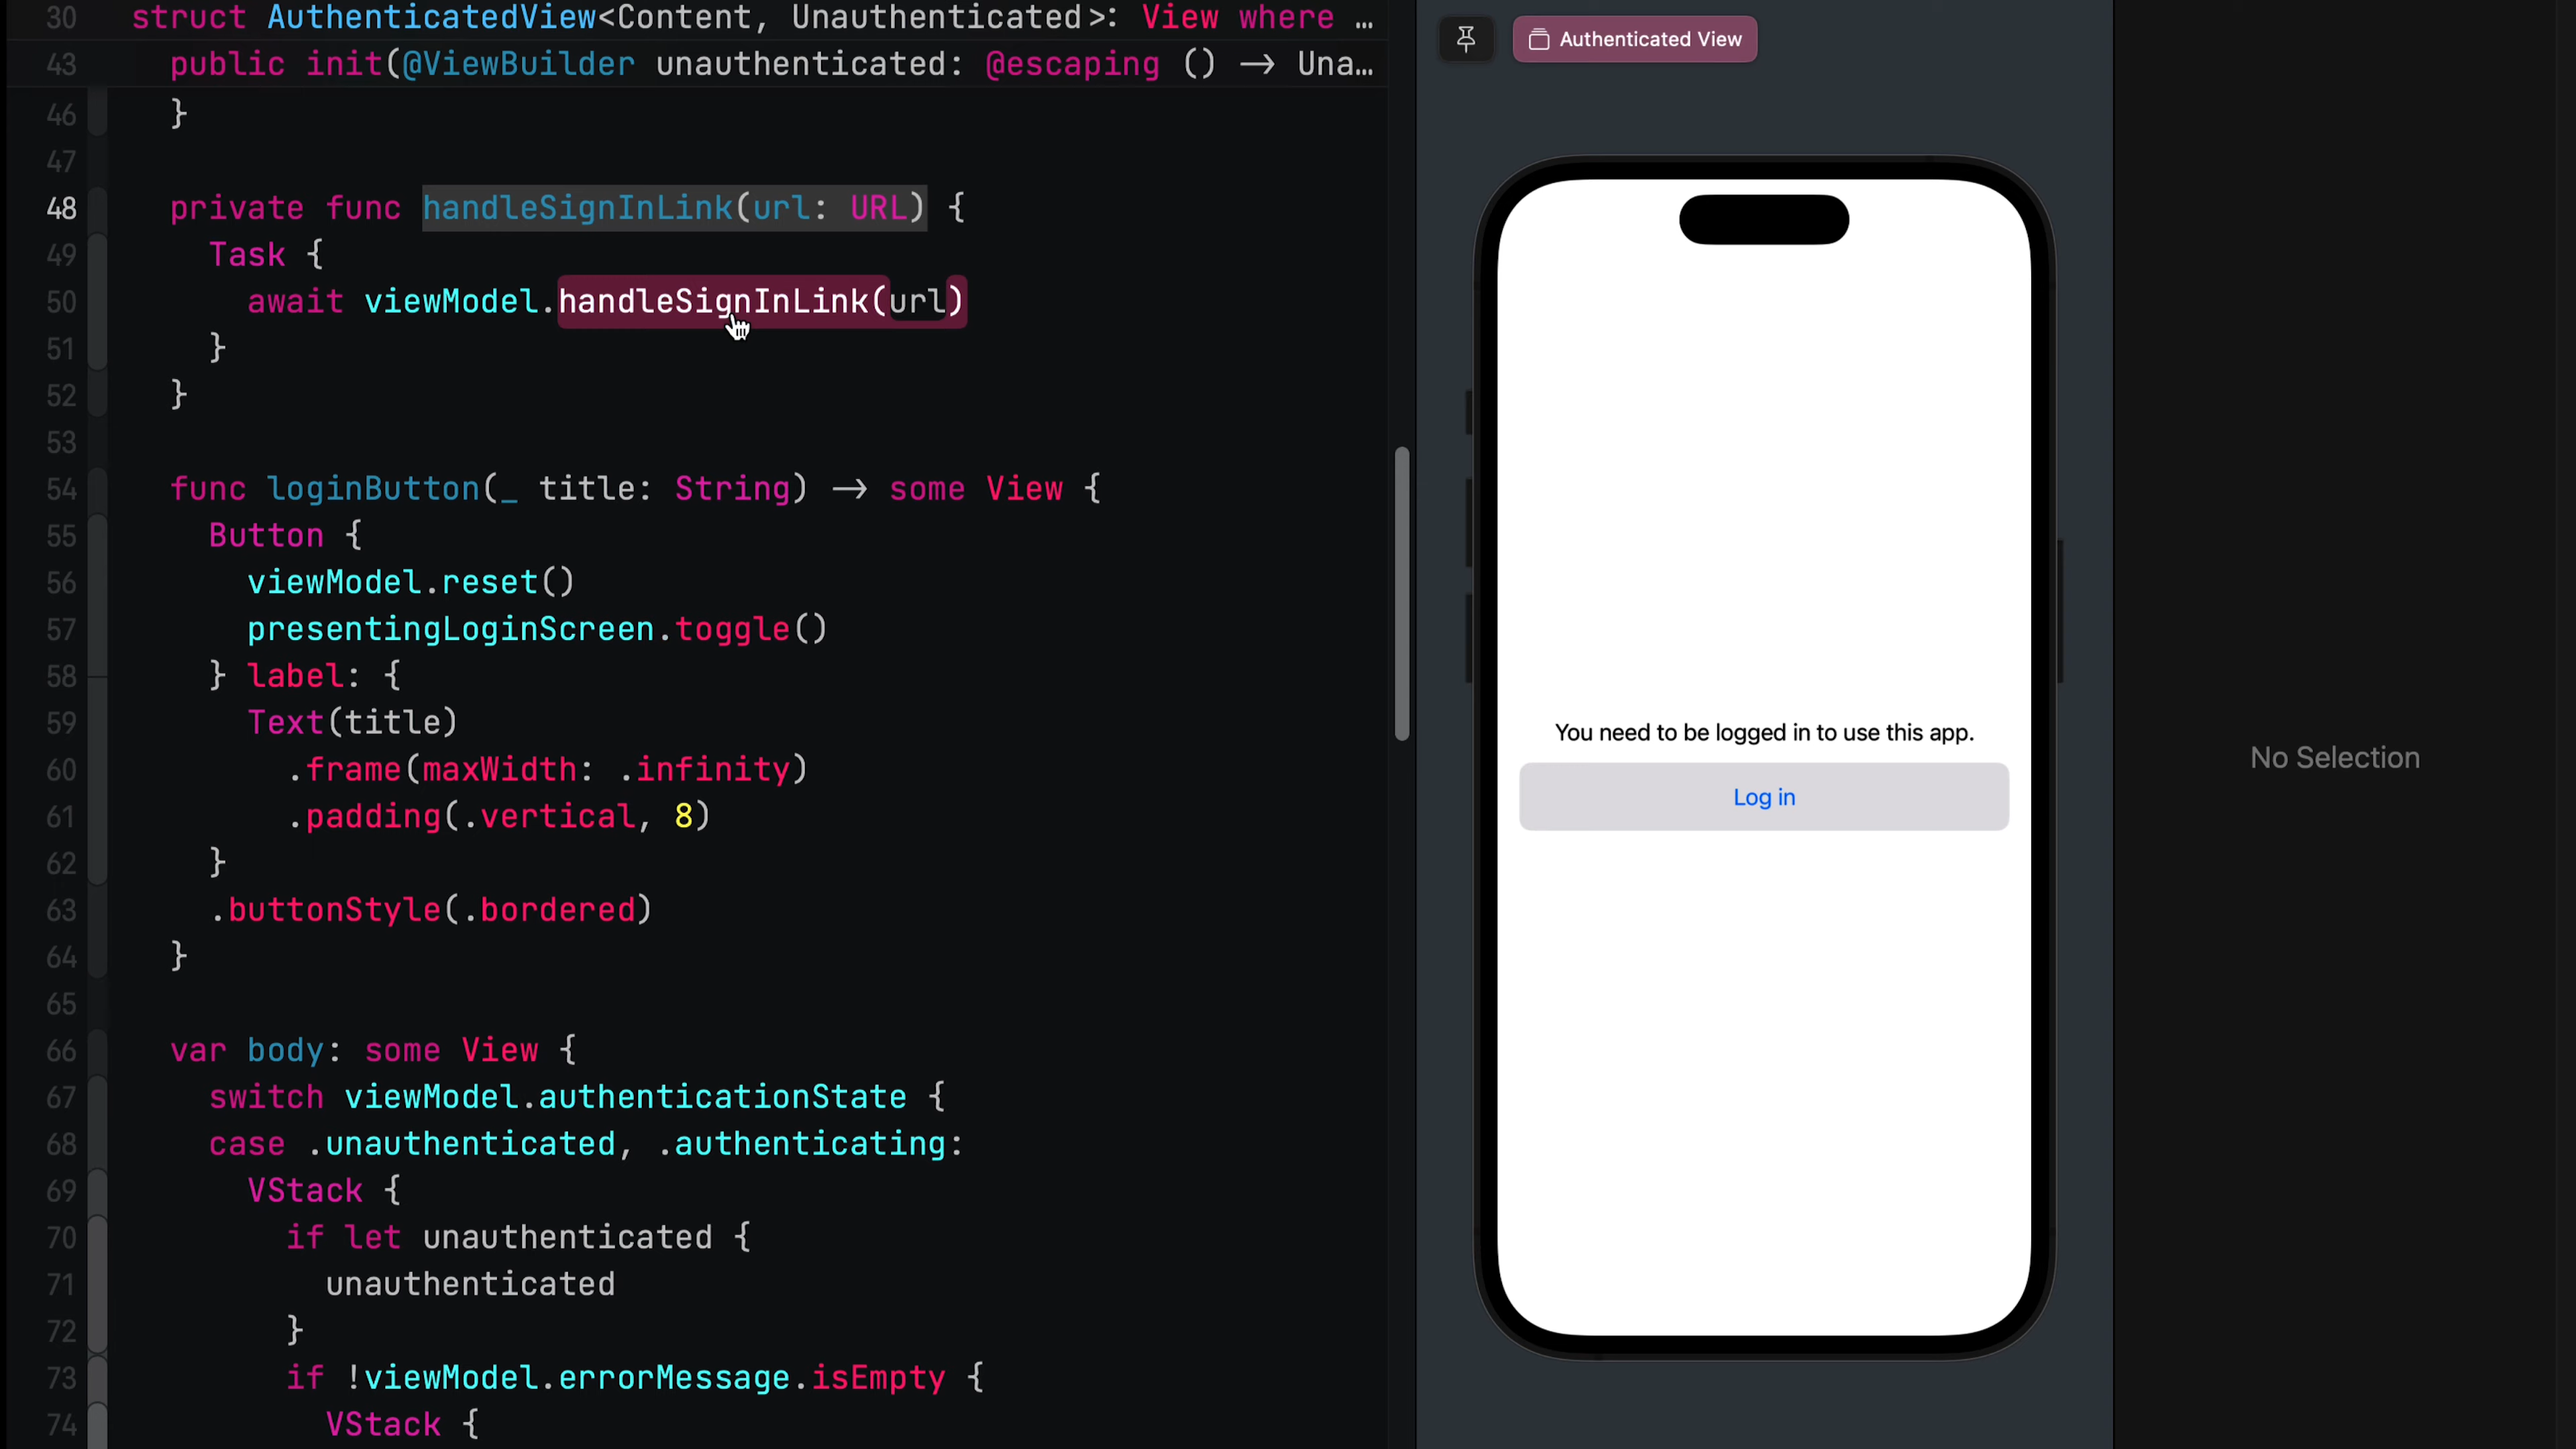 30 struct AuthenticatedView<Content, Unauthenticated>: View where …
43 public init(@ViewBuilder unauthenticated: @escaping () -> Una…
46 }
47
48 private func handleSignInLink(url: URL) {
49 Task {
50 await viewModel.handleSignInLink(url)
51 }
52 }
53
54 func loginButton(_ title: String) -> some View {
55 Button {
56 viewModel.reset()
57 presentingLoginScreen.toggle()
58 } label: {
59 Text(title)
60 .frame(maxWidth: .infinity)
61 .padding(.vertical, 8)
62 }
63 .buttonStyle(.bordered)
64 }
65
66 var body: some View {
67 switch viewModel.authenticationState {
68 case .unauthenticated, .authenticating:
69 VStack {
70 if let unauthenticated {
71 unauthenticated
72 }
73 if !viewModel.errorMessage.isEmpty {
74 VStack {
Authenticated View
You need to be logged in to use this app.
Log in
No Selection